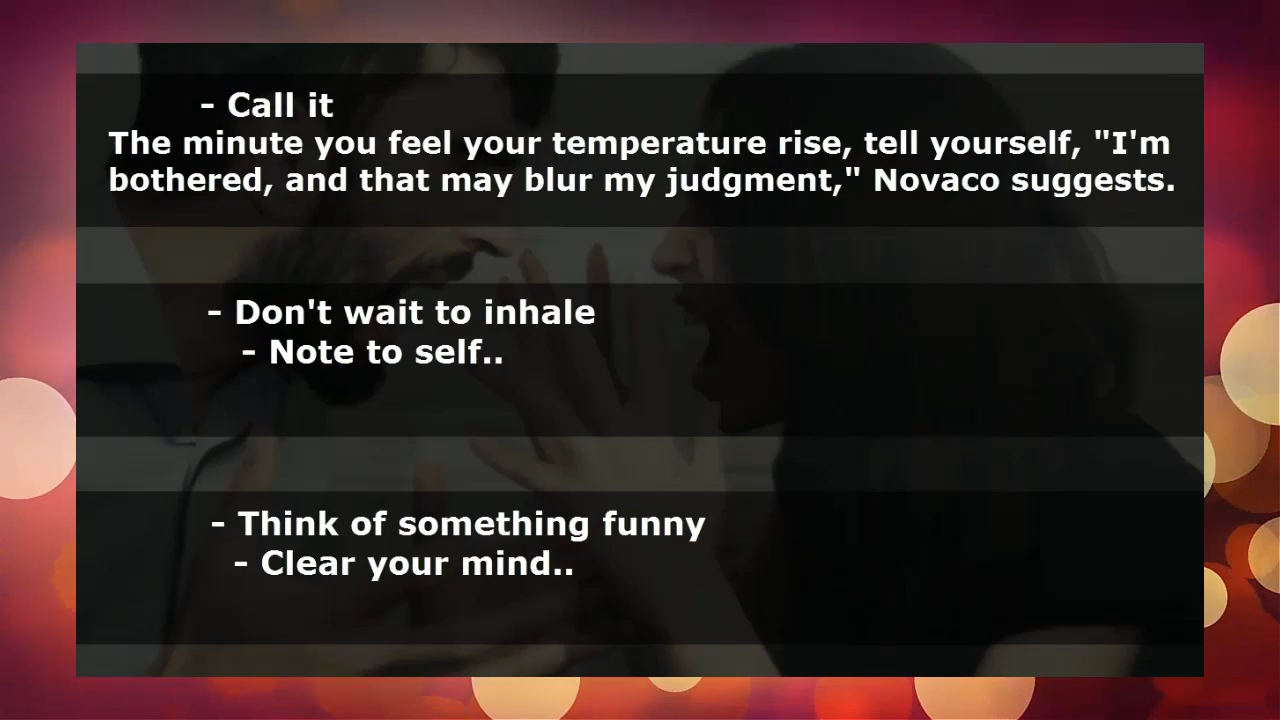 - Call it
The minute you feel your temperature rise, tell yourself, "I'm
bothered, and that may blur my judgment," Novaco suggests.
- Don't wait to inhale
- Note to self..
- Think of something funny
- Clear your mind..